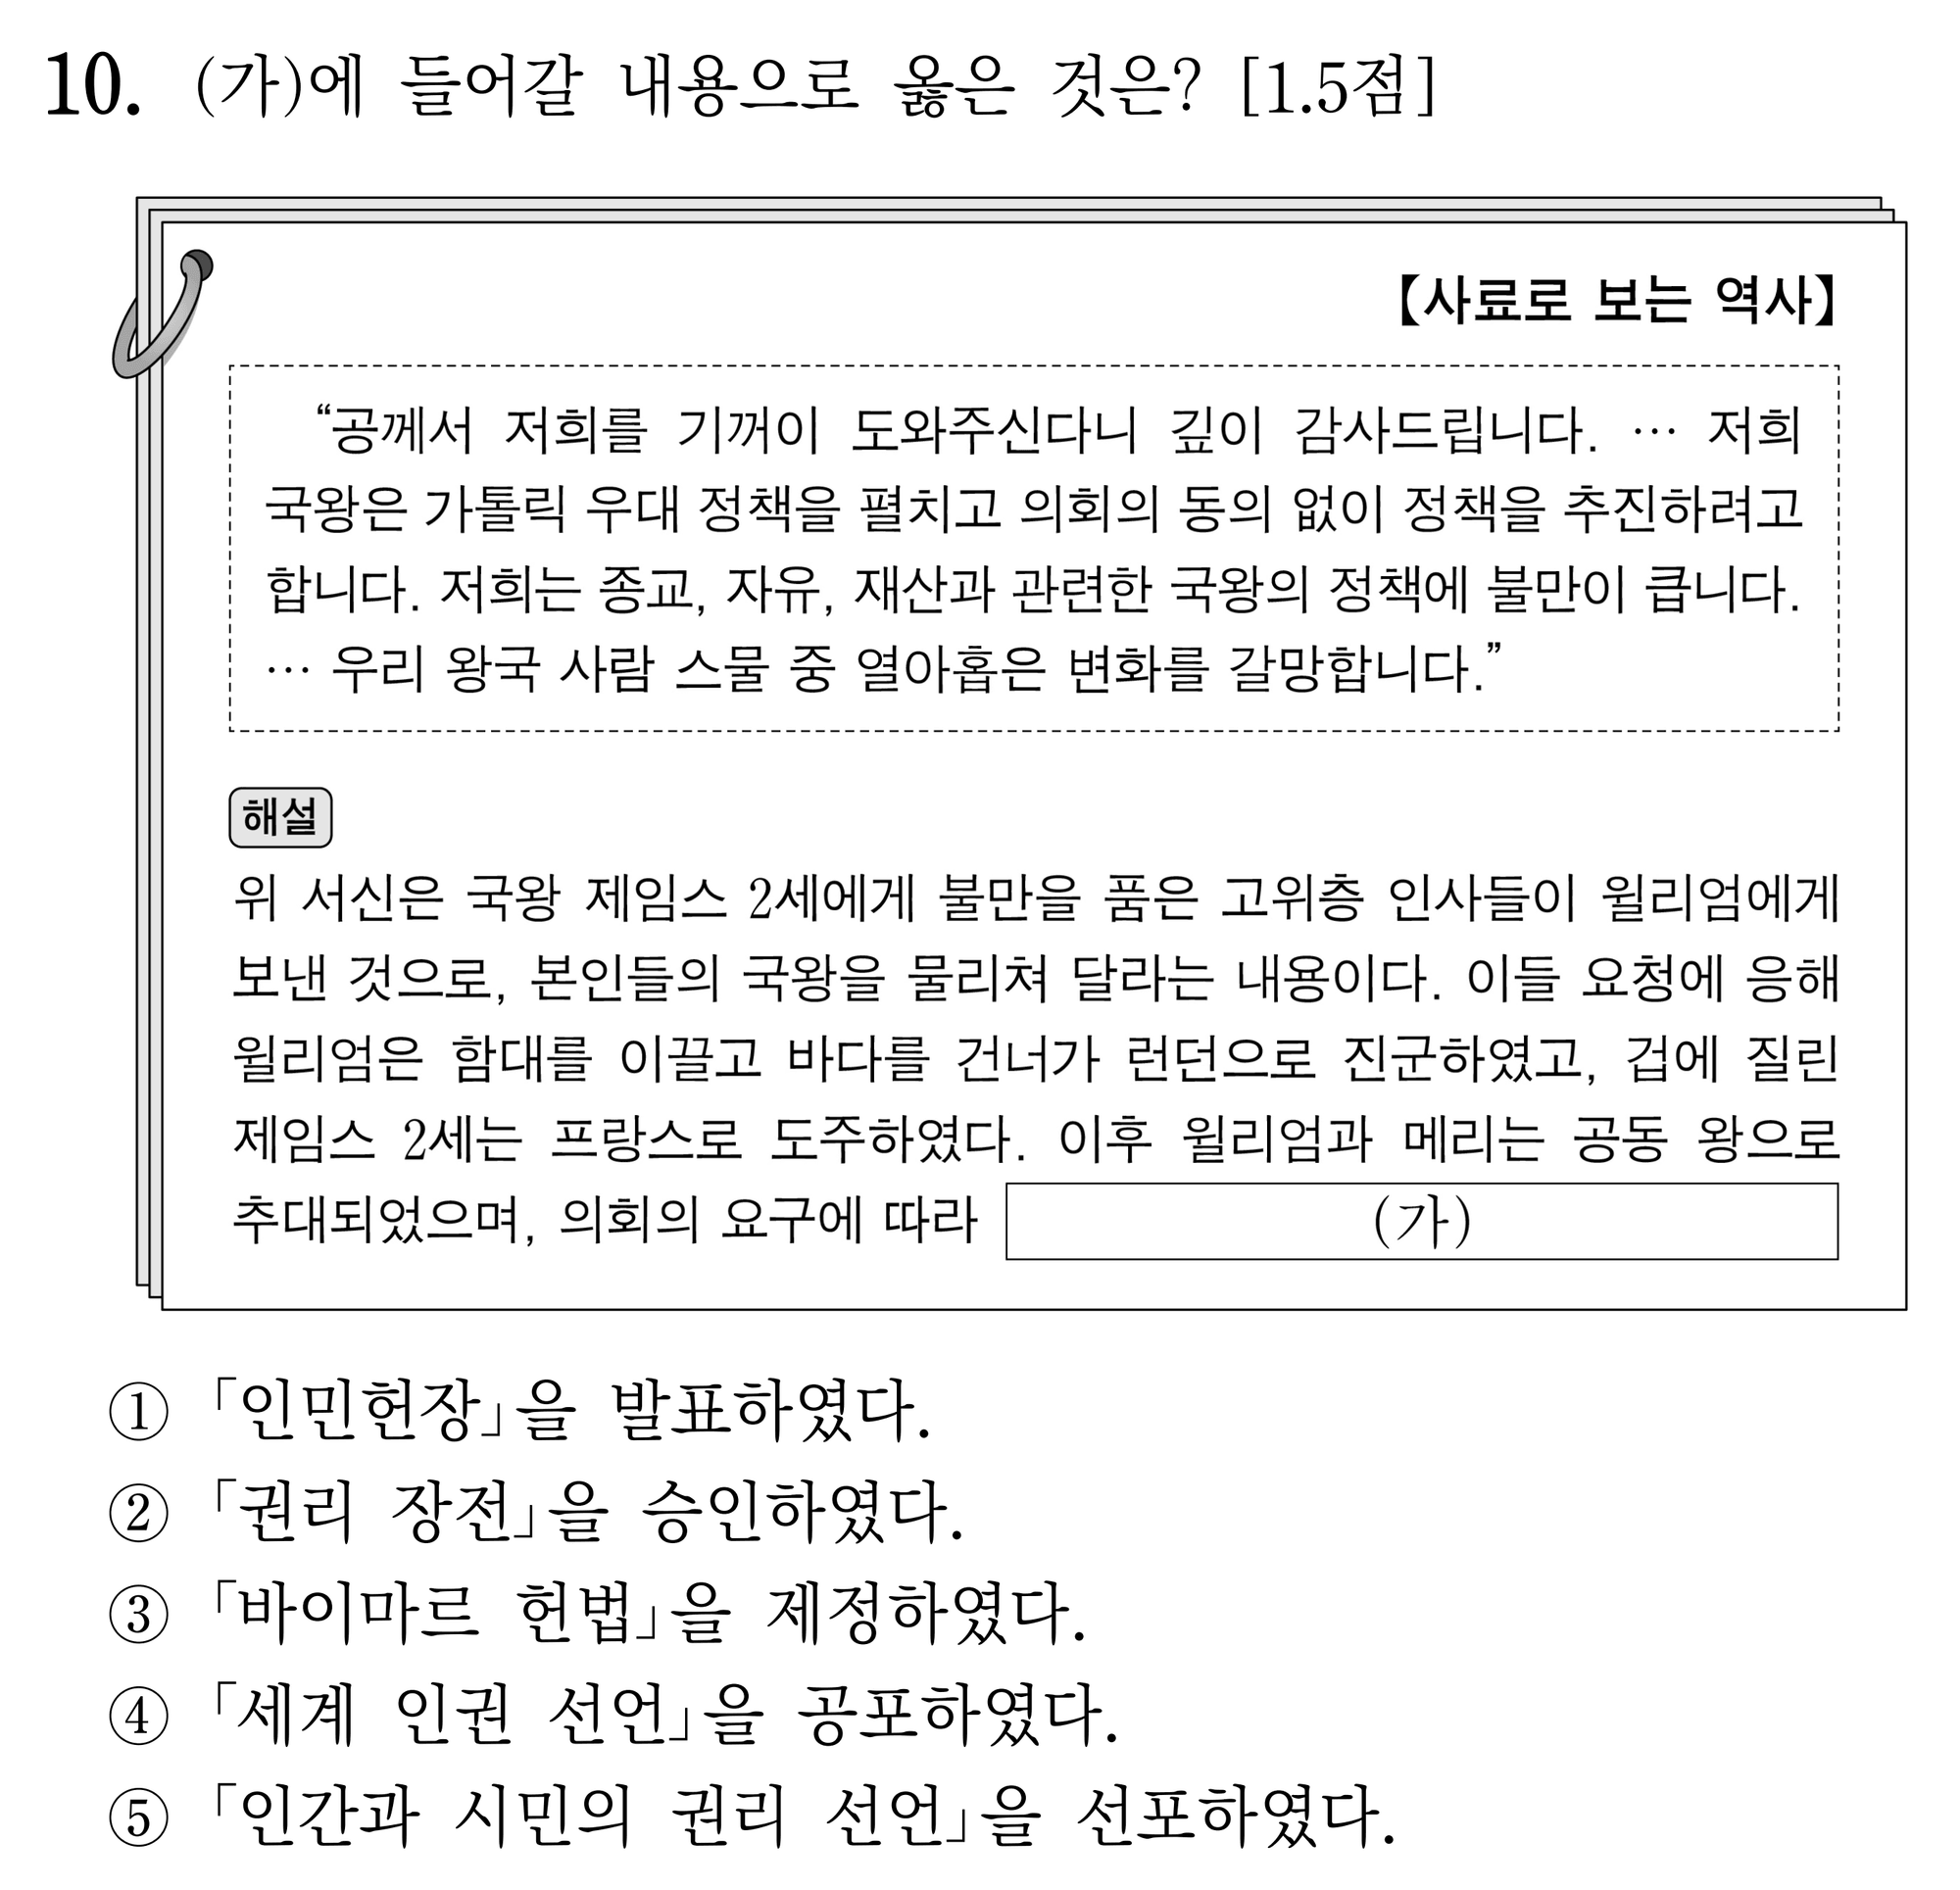 10. (가)에 들어갈 내용으로 옳은 것은? [1.5점]
【사료로 보는 역사】
“공께서 저희를 기꺼이 도와주신다니 깊이 감사드립니다. … 저희
국왕은 가톨릭 우대 정책을 펼치고 의회의 동의 없이 정책을 추진하려고
합니다. 저희는 종교, 자유, 재산과 관련한 국왕의 정책에 불만이 큽니다.
… 우리 왕국 사람 스물 중 열아홉은 변화를 갈망합니다.”
해설
위 서신은 국왕 제임스 2세에게 불만을 품은 고위층 인사들이 윌리엄에게
보낸 것으로, 본인들의 국왕을 물리쳐 달라는 내용이다. 이들 요청에 응해
윌리엄은 함대를 이끌고 바다를 건너가 런던으로 진군하였고, 겁에 질린
제임스 2세는 프랑스로 도주하였다. 이후 윌리엄과 메리는 공동 왕으로
추대되었으며, 의회의 요구에 따라 (가)
① 「인민헌장」을 발표하였다.
② 「권리 장전」을 승인하였다.
③ 「바이마르 헌법」을 제정하였다.
④ 「세계 인권 선언」을 공포하였다.
⑤ 「인간과 시민의 권리 선언」을 선포하였다.